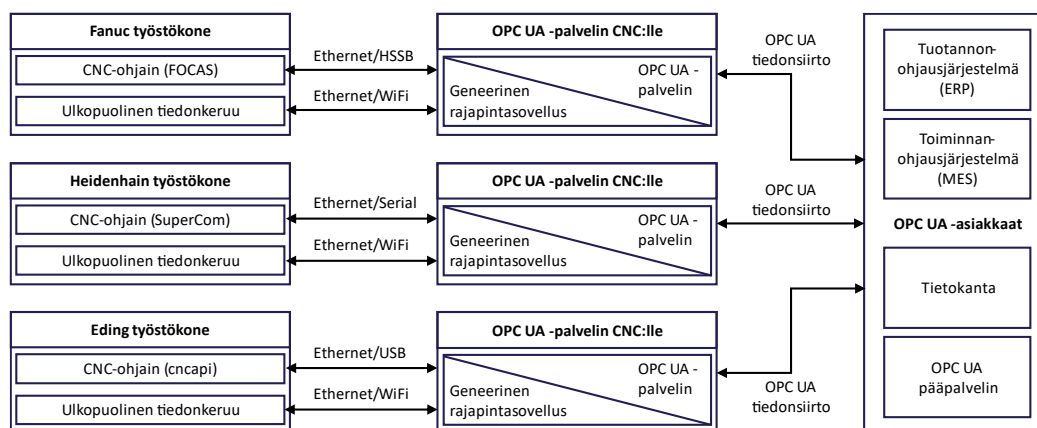 Fanuc työstökone
CNC-ohjain (FOCAS)
Ulkopuolinen tiedonkeruu
Ethernet/HSSB
Ethernet/WiFi
OPC UA -palvelin CNC:lle
Geneerinen
rajapintasovellus
OPC UA -
palvelin
OPC UA
tiedonsiirto
Heidenhain työstökone
CNC-ohjain (SuperCom)
Ulkopuolinen tiedonkeruu
Ethernet/Serial
Ethernet/WiFi
OPC UA -palvelin CNC:lle
Geneerinen
rajapintasovellus
OPC UA -
palvelin
OPC UA
tiedonsiirto
Eding työstökone
CNC-ohjain (cncapi)
Ulkopuolinen tiedonkeruu
Ethernet/USB
Ethernet/WiFi
OPC UA -palvelin CNC:lle
Geneerinen
rajapintasovellus
OPC UA -
palvelin
OPC UA
tiedonsiirto
Tuotannon-
ohjausjärjestelmä
(ERP)
Toiminnan-
ohjausjärjestelmä
(MES)
OPC UA -asiakkaat
Tietokanta
OPC UA
pääpalvelin